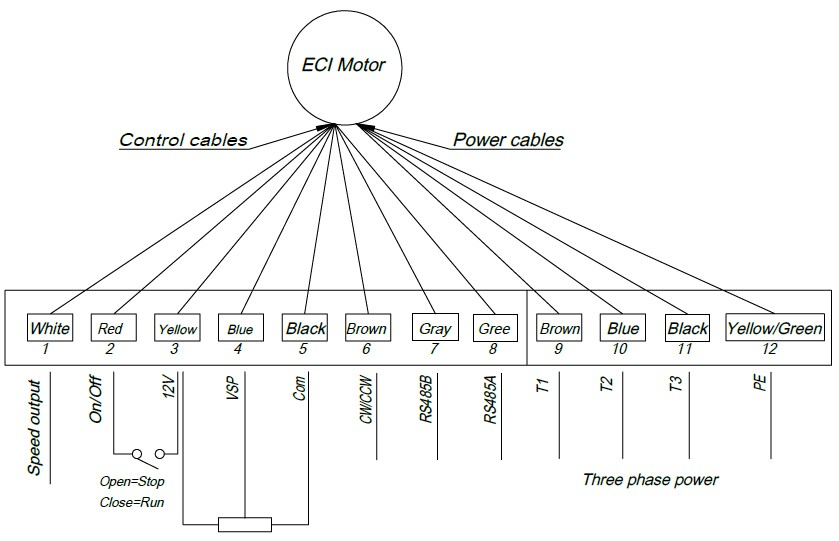 ECI Motor
Control cables
Power cables
White Red Yellow Blue Black Brown Gray Gree Brown Blue Black Yellow/Green
1 2 3 4 5 6 7 8 9 10 11 12
Speed output
On/Off
12V
VSP
Com
CW/CCW
RS485B
RS485A
T1
T2
T3
PE
Open=Stop
Close=Run
Three phase power